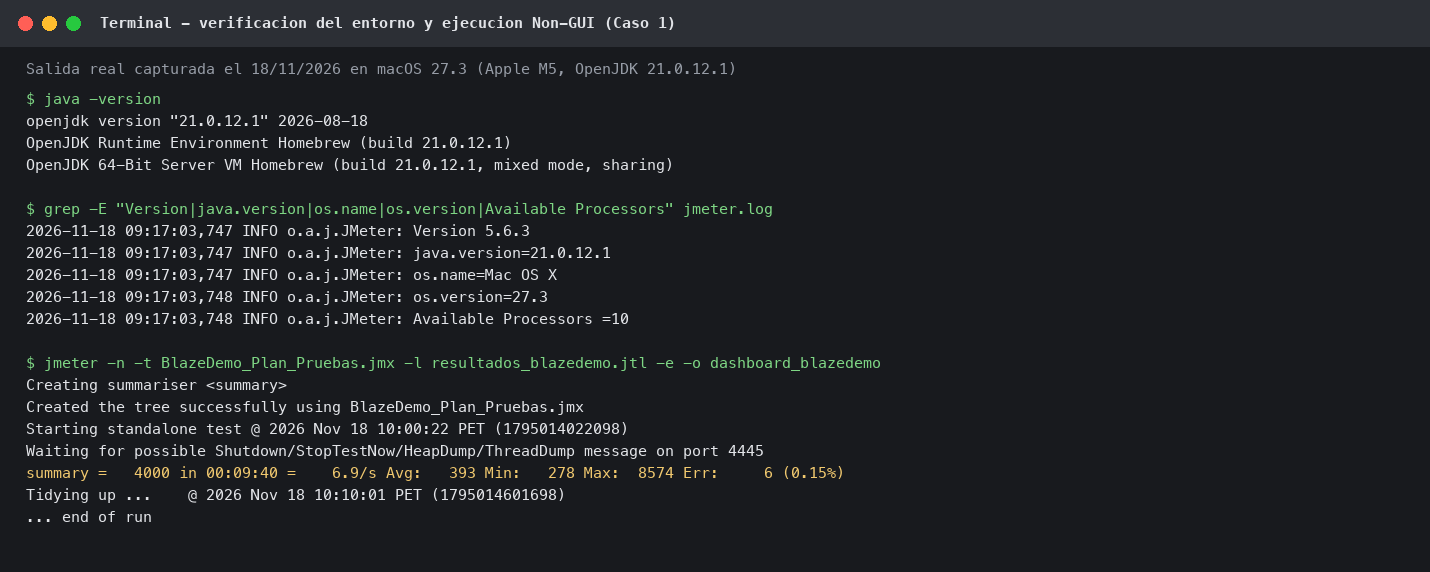 Terminal – verificacion del entorno y ejecucion Non–GUI (Caso 1)
Salida real capturada el 18/11/2026 en macOS 27.3 (Apple M5, OpenJDK 21.0.12.1)
$ java –version
openjdk version "21.0.12.1" 2026–08–18
OpenJDK Runtime Environment Homebrew (build 21.0.12.1)
OpenJDK 64–Bit Server VM Homebrew (build 21.0.12.1, mixed mode, sharing)
$ grep –E "Version|java.version|os.name|os.version|Available Processors" jmeter.log
2026–11–18 09:17:03,747 INFO o.a.j.JMeter: Version 5.6.3
2026–11–18 09:17:03,747 INFO o.a.j.JMeter: java.version=21.0.12.1
2026–11–18 09:17:03,747 INFO o.a.j.JMeter: os.name=Mac OS X
2026–11–18 09:17:03,748 INFO o.a.j.JMeter: os.version=27.3
2026–11–18 09:17:03,748 INFO o.a.j.JMeter: Available Processors =10
$ jmeter –n –t BlazeDemo_Plan_Pruebas.jmx –l resultados_blazedemo.jtl –e –o dashboard_blazedemo
Creating summariser <summary>
Created the tree successfully using BlazeDemo_Plan_Pruebas.jmx
Starting standalone test @ 2026 Nov 18 10:00:22 PET (1795014022098)
Waiting for possible Shutdown/StopTestNow/HeapDump/ThreadDump message on port 4445
summary =   4000 in 00:09:40 =    6.9/s Avg:   393 Min:   278 Max:  8574 Err:     6 (0.15%)
Tidying up ...    @ 2026 Nov 18 10:10:01 PET (1795014601698)
... end of run